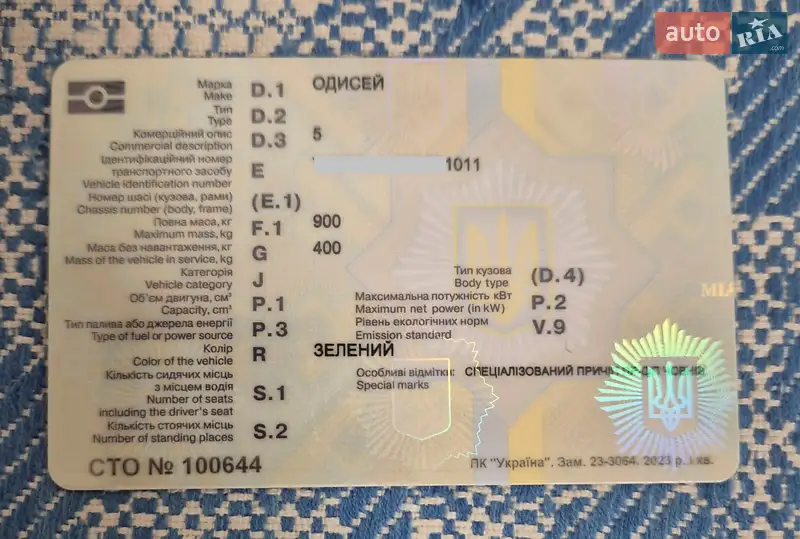 auto RIA
.com
Марка D.1 ОДИСЕЙ
Make
Тип D.2
Type
Комерційний опис D.3 5
Commercial description
Ідентифікаційний номер
транспортного засобу E 1011
Vehicle identification number
Номер шасі (кузова, рами) (E.1)
Chassis number (body, frame)
Повна маса, кг F.1 900
Maximum mass, kg
Маса без навантаження, кг G 400
Mass of the vehicle in service, kg
Категорія J Тип кузова (D.4)
Vehicle category Body type
Об'єм двигуна, см³ P.1 Максимальна потужність кВт P.2
Capacity, cm³ Maximum net power (in kW)
Тип палива або джерела енергії P.3 Рівень екологічних норм V.9
Type of fuel or power source Emission standard
Колір R ЗЕЛЕНИЙ
Color of the vehicle
Кількість сидячих місць S.1 Особливі відмітки: СПЕЦІАЛІЗОВАНИЙ
з місцем водія Special marks
Number of seats
including the driver's seat
Кількість стоячих місць S.2
Number of standing places
СТО № 100644 ПК "Україна". Зам. 23-3064. 2023 р. І кв.